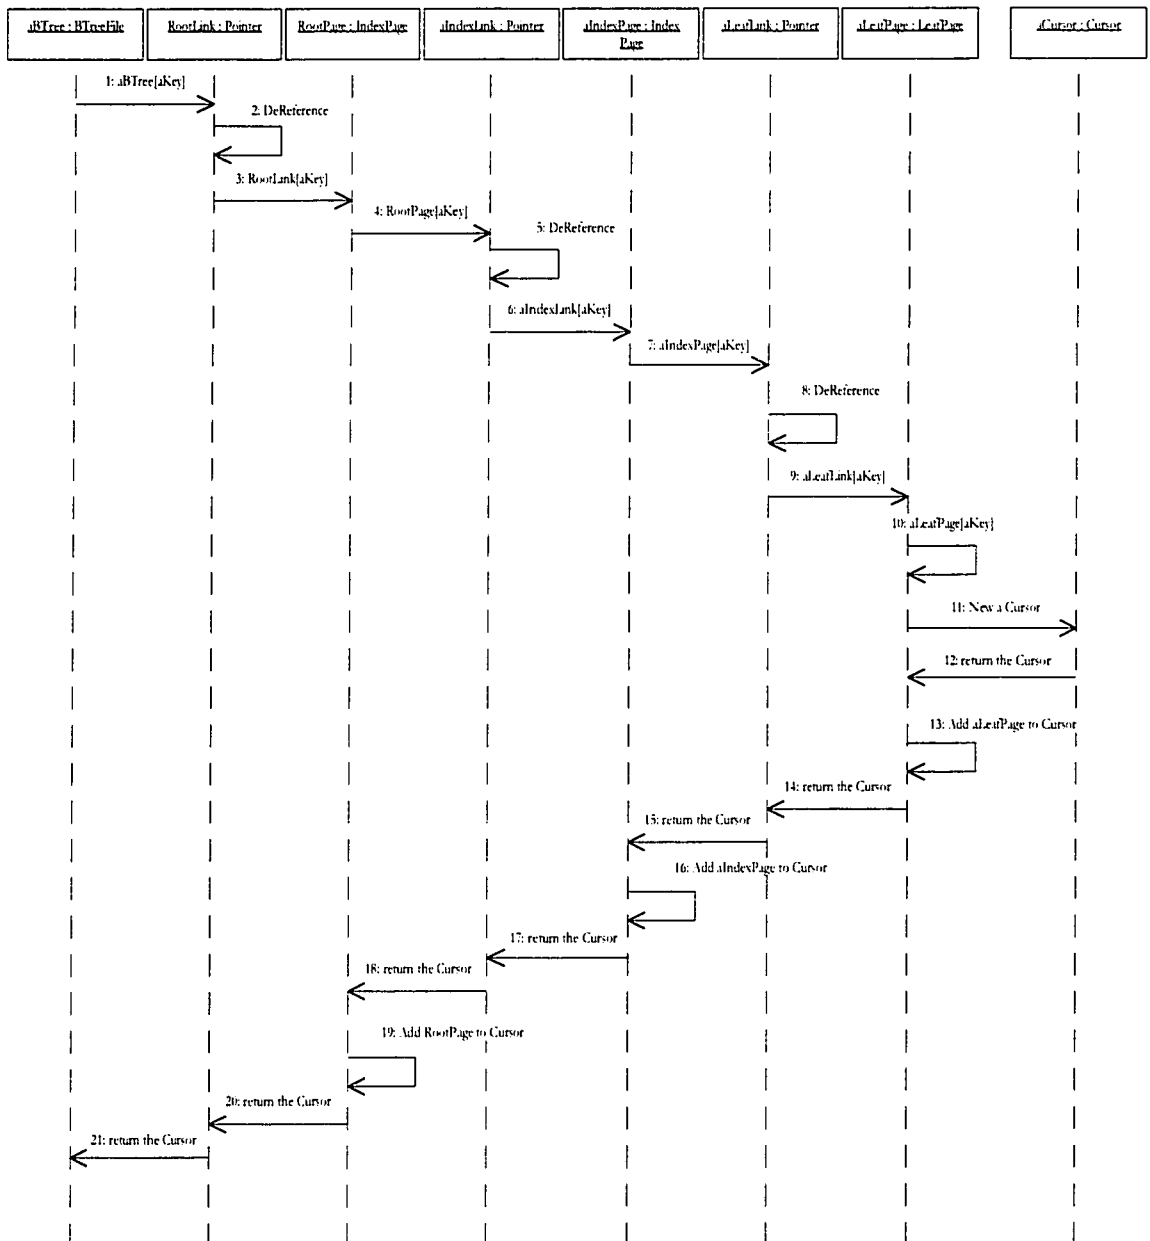 aBTree : BTreeFile
RootLink : Pointer
RootPage : IndexPage
aIndexLink : Pointer
aIndexPage : Index
Page
aLeafLink : Pointer
aLeafPage : LeafPage
aCursor : Cursor
1: aBTree[aKey]
2: DeReference
3: RootLink[aKey]
4: RootPage[aKey]
5: DeReference
6: aIndexLink[aKey]
7: aIndexPage[aKey]
8: DeReference
9: aLeafLink[aKey]
10: aLeafPage[aKey]
11: New a Cursor
12: return the Cursor
13: Add aLeafPage to Cursor
14: return the Cursor
15: return the Cursor
16: Add aIndexPage to Cursor
17: return the Cursor
18: return the Cursor
19: Add RootPage to Cursor
20: return the Cursor
21: return the Cursor